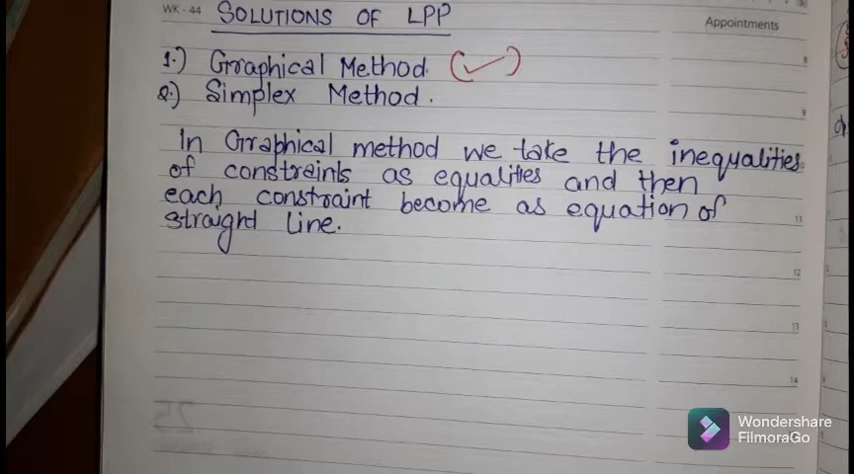 WK - 44
SOLUTIONS OF LPP
Appointments
1.) Graphical Method. (✓)
2.) Simplex Method.
In Graphical method we take the inequalities
of constraints as equalities and then
each constraint become as equation of
straight line.
8
9
11
12
13
14
25
Wondershare
FilmoraGo